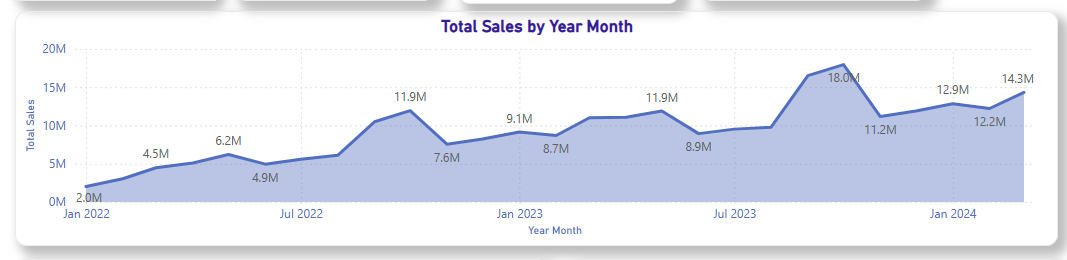 Total Sales by Year Month
Total Sales
20M
15M
10M
5M
0M
2.0M
4.5M
6.2M
4.9M
11.9M
7.6M
9.1M
8.7M
11.9M
8.9M
18.0M
11.2M
12.9M
12.2M
14.3M
Jan 2022
Jul 2022
Jan 2023
Jul 2023
Jan 2024
Year Month